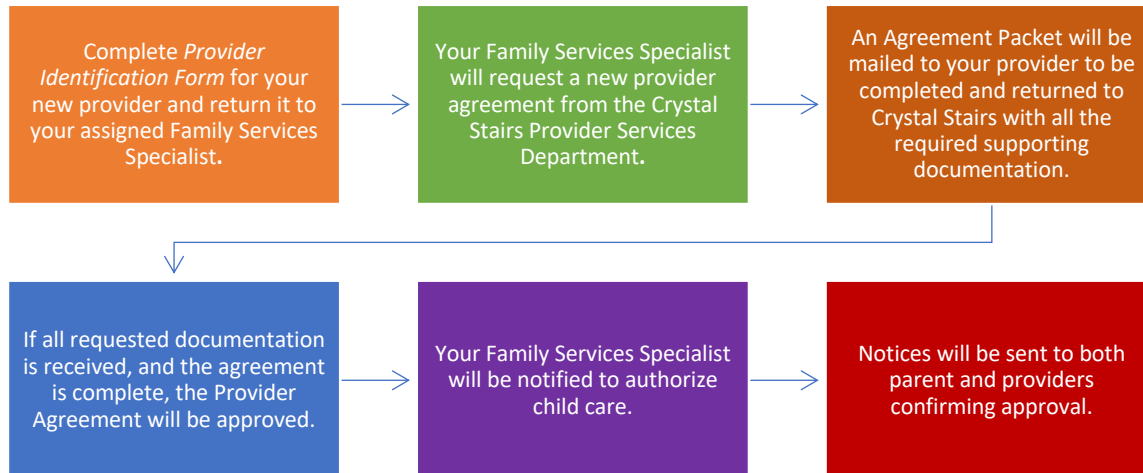 Complete Provider
Identification Form for your
new provider and return it to
your assigned Family Services
Specialist.
Your Family Services Specialist
will request a new provider
agreement from the Crystal
Stairs Provider Services
Department.
An Agreement Packet will be
mailed to your provider to be
completed and returned to
Crystal Stairs with all the
required supporting
documentation.
If all requested documentation
is received, and the agreement
is complete, the Provider
Agreement will be approved.
Your Family Services Specialist
will be notified to authorize
child care.
Notices will be sent to both
parent and providers
confirming approval.